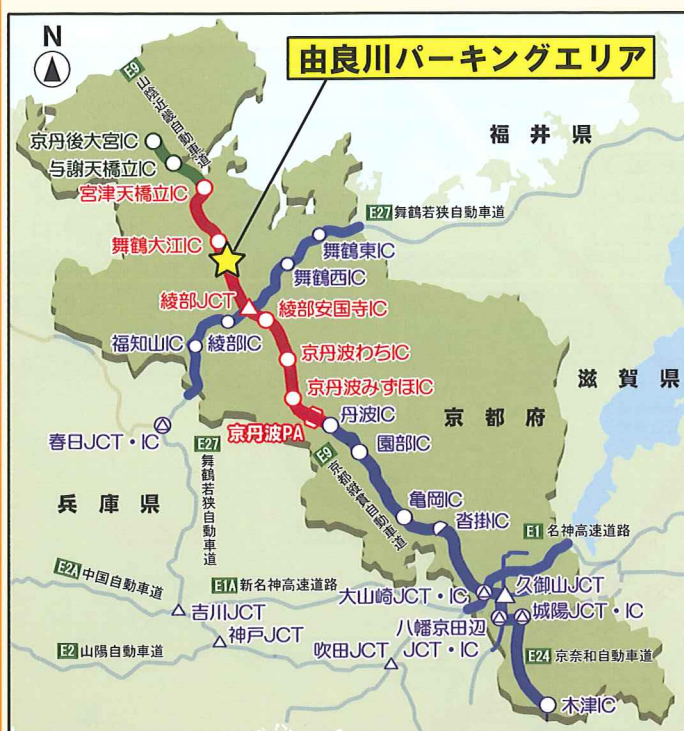 N
由良川パーキングエリア
E9
山陰近畿自動車道
京丹後大宮IC
与謝天橋立IC
宮津天橋立IC
福井県
E27 舞鶴若狭自動車道
舞鶴大江IC
舞鶴東IC
舞鶴西IC
綾部JCT
綾部安国寺IC
福知山IC
綾部IC
京丹波わちIC
京丹波みずほIC
滋賀県
京都府
丹波IC
京丹波PA
春日JCT・IC
園部IC
E27
舞鶴若狭自動車道
E9
京都縦貫自動車道
兵庫県
亀岡IC
沓掛IC
E1 名神高速道路
E2A 中国自動車道
E1A 新名神高速道路
大山崎JCT・IC
久御山JCT
吉川JCT
城陽JCT・IC
八幡京田辺
JCT・IC
神戸JCT
E2 山陽自動車道
吹田JCT
E24 京奈和自動車道
木津IC